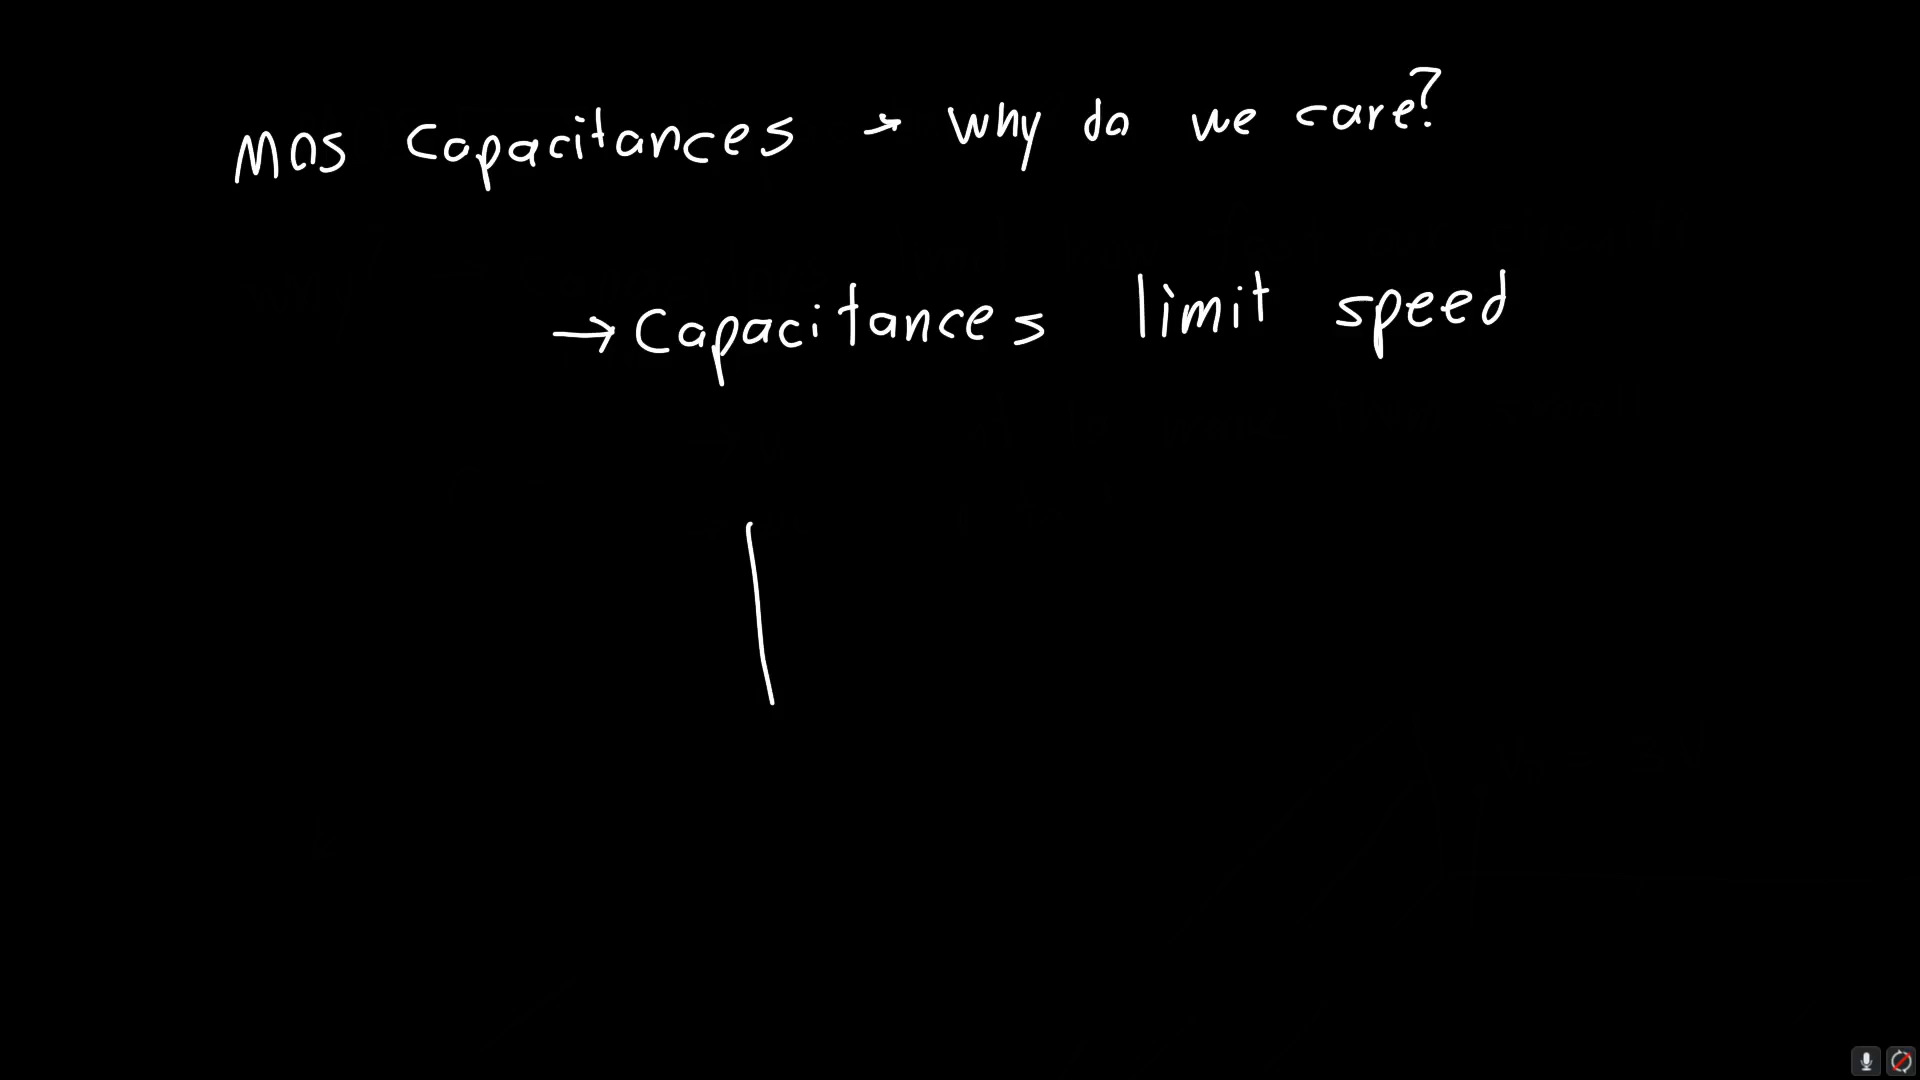 MOS Capacitances → why do we care?
→ Capacitances limit speed